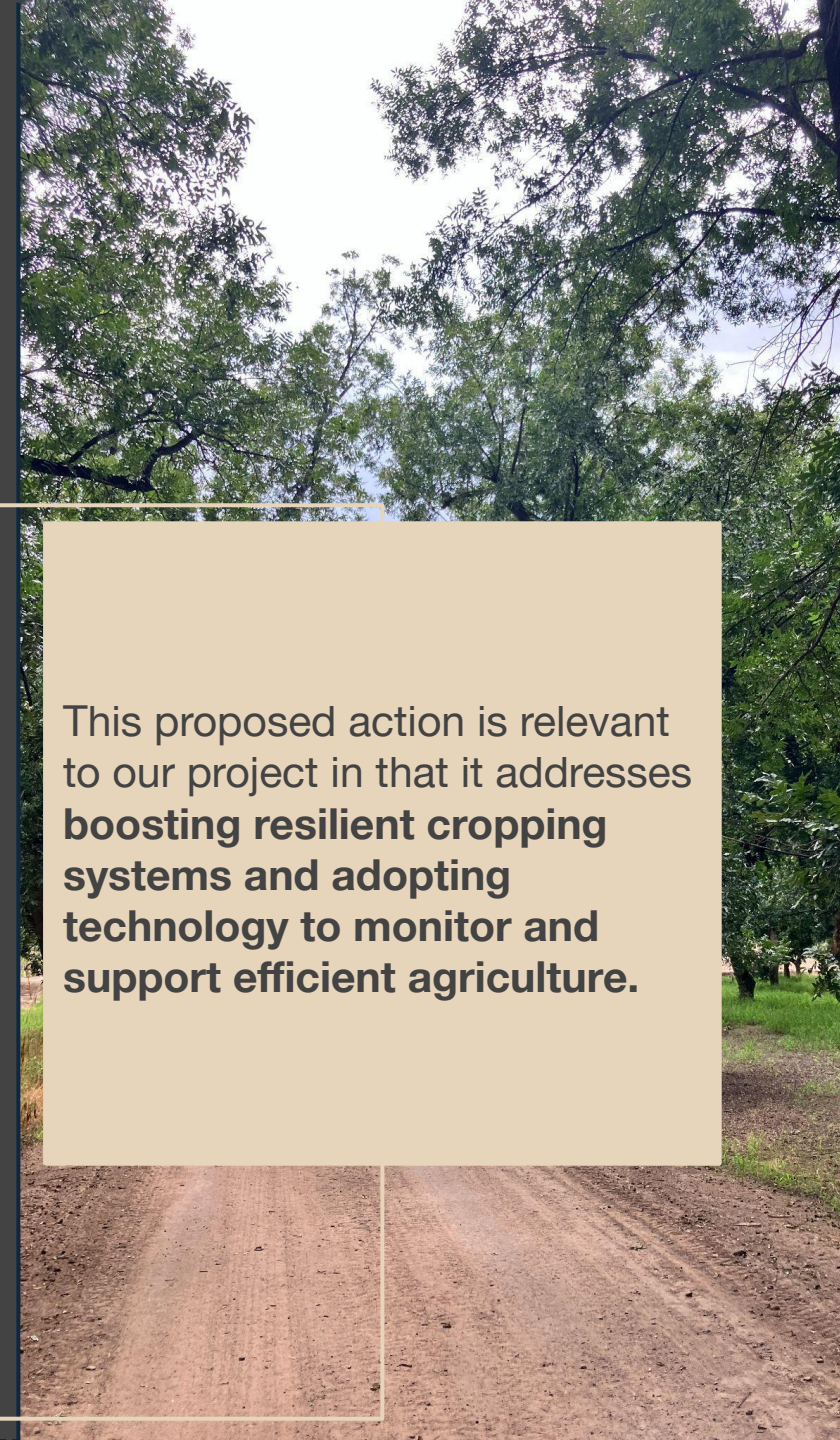 This proposed action is relevant
to our project in that it addresses
boosting resilient cropping
systems and adopting
technology to monitor and
support efficient agriculture.